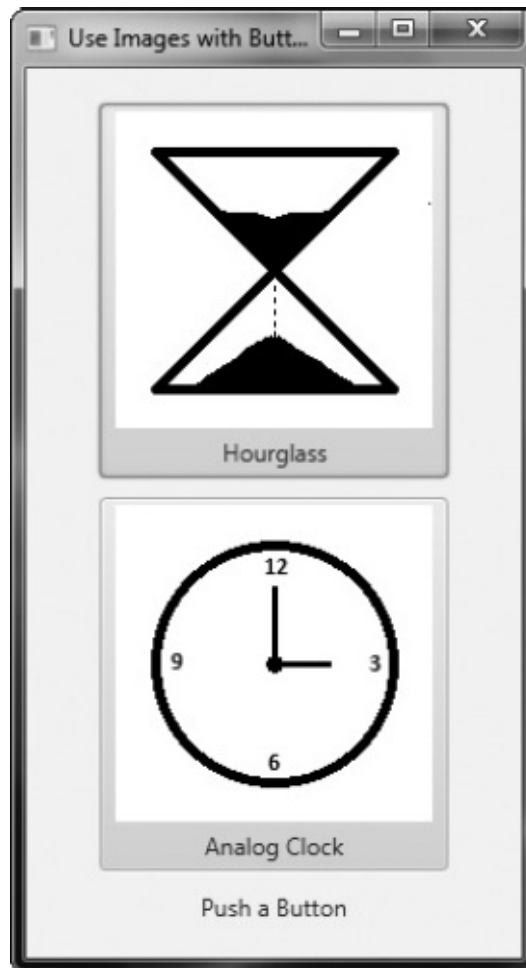 Use Images with Butt...
Hourglass
12
9
3
6
Analog Clock
Push a Button